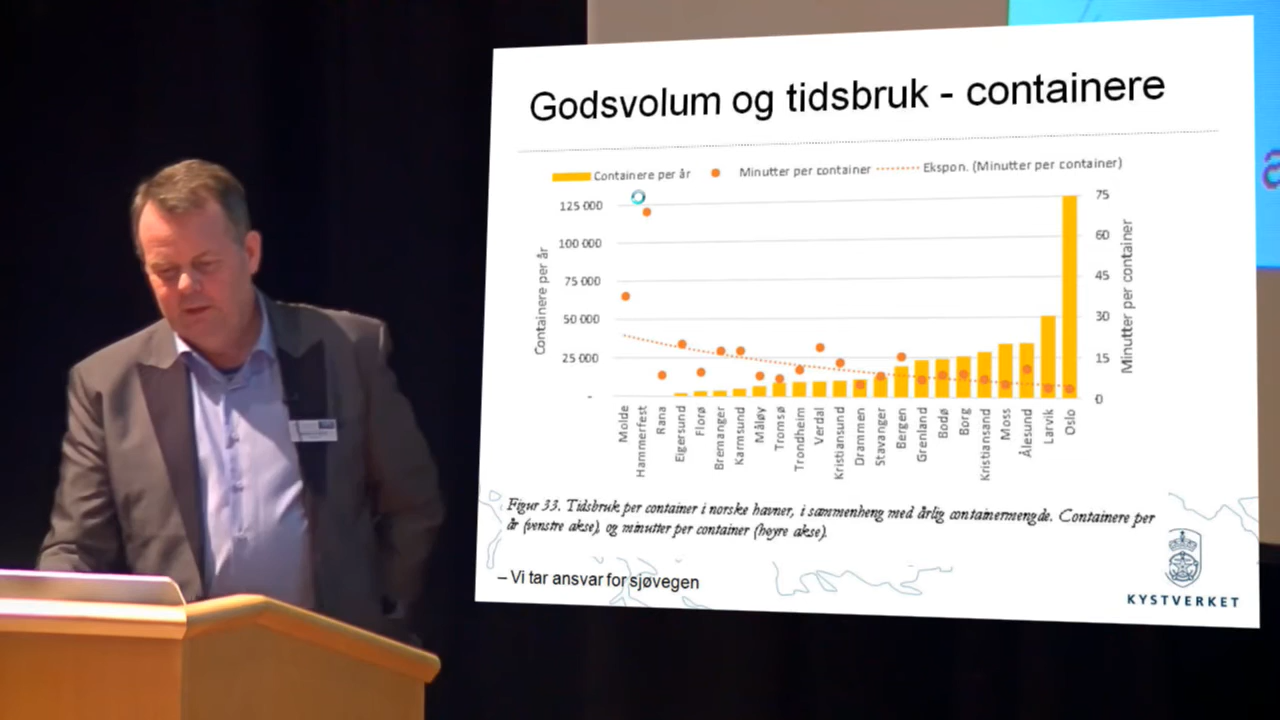 Godsvolum og tidsbruk - containere
Containere per år
Minutter per container
Ekspon. (Minutter per container)
125 000
100 000
75 000
50 000
25 000
-
Containere per år
75
60
45
30
15
0
Minutter per container
Molde
Hammerfest
Rana
Eigersund
Florø
Bremanger
Karmsund
Måløy
Tromsø
Trondheim
Verdal
Kristiansund
Drammen
Stavanger
Bergen
Grenland
Bodø
Borg
Kristiansand
Moss
Ålesund
Larvik
Oslo
Figur 33. Tidsbruk per container i norske havner, i sammenheng med årlig containermengde. Containere per
år (venstre akse), og minutter per container (høyre akse).
– Vi tar ansvar for sjøvegen
KYSTVERKET